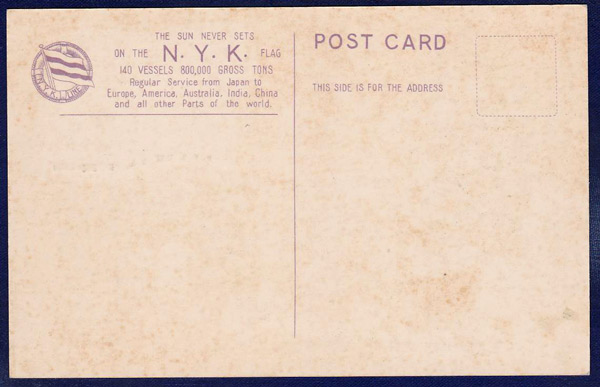 THE SUN NEVER SETS
ON THE N. Y. K. FLAG
140 VESSELS 800,000 GROSS TONS
Regular Service from Japan to
Europe, America, Australia, India, China
and all other Parts of the world.
N.Y.K. LINE
POST CARD
THIS SIDE IS FOR THE ADDRESS